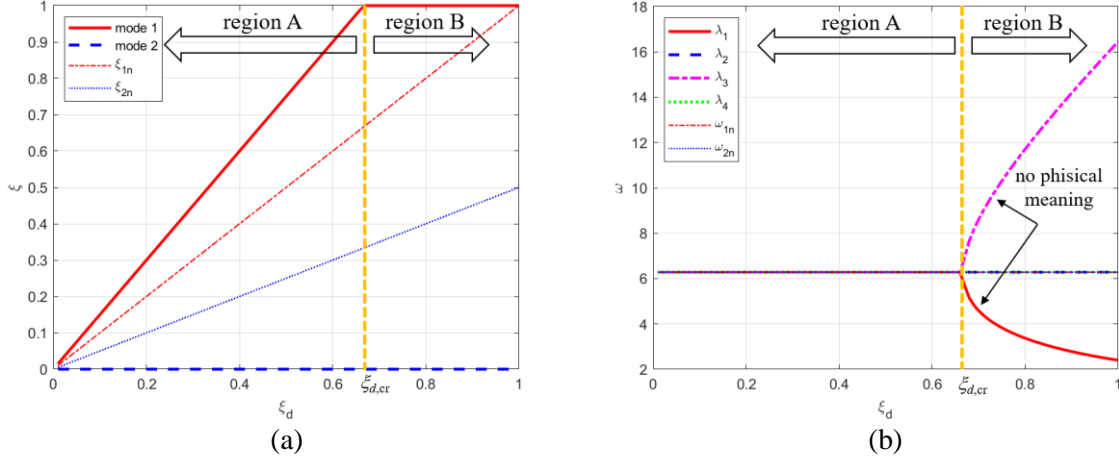 region A
region B
mode 1
mode 2
ξ1n
ξ2n
1
0.9
0.8
0.7
0.6
0.5
0.4
0.3
0.2
0.1
0
ξ
0
0.2
0.4
0.6
0.8
1
ξd,cr
ξd
(a)
region A
region B
λ1
λ2
λ3
λ4
ω1n
ω2n
no phisical
meaning
18
16
14
12
10
8
6
4
2
ω
0
0.2
0.4
0.6
0.8
1
ξd,cr
ξd
(b)